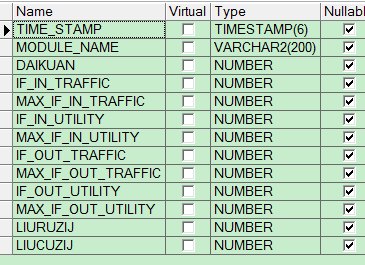 Name Virtual Type Nullabl
TIME_STAMP TIMESTAMP(6)
MODULE_NAME VARCHAR2(200)
DAIKUAN NUMBER
IF_IN_TRAFFIC NUMBER
MAX_IF_IN_TRAFFIC NUMBER
IF_IN_UTILITY NUMBER
MAX_IF_IN_UTILITY NUMBER
IF_OUT_TRAFFIC NUMBER
MAX_IF_OUT_TRAFFIC NUMBER
IF_OUT_UTILITY NUMBER
MAX_IF_OUT_UTILITY NUMBER
LIURUZIJ NUMBER
LIUCUZIJ NUMBER